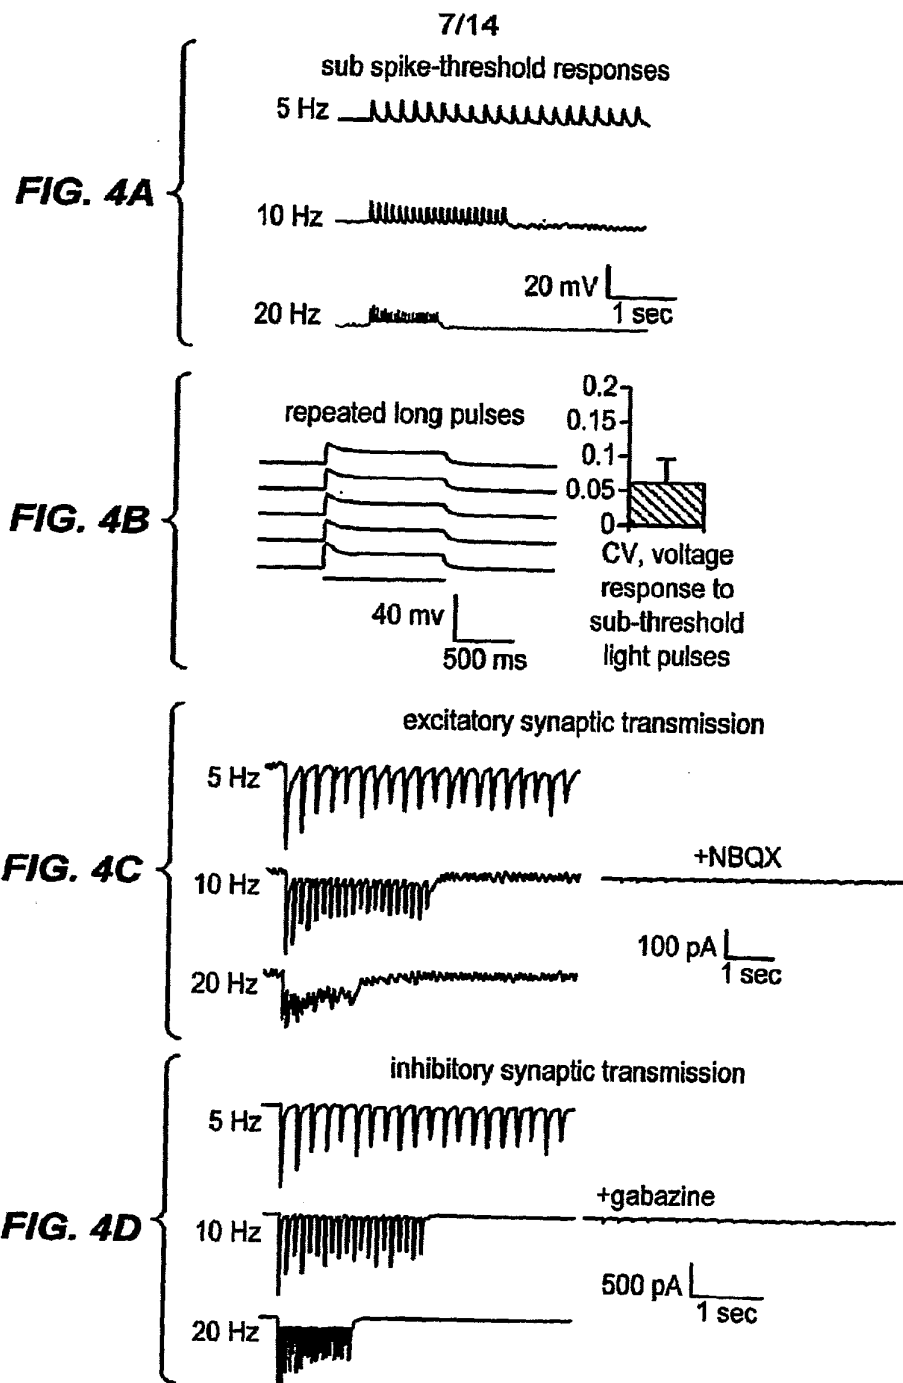 7/14
FIG. 4A
sub spike-threshold responses
5 Hz
10 Hz
20 mV
1 sec
20 Hz
FIG. 4B
repeated long pulses
40 mv
500 ms
0.2
0.15
0.1
0.05
0
CV, voltage
response to
sub-threshold
light pulses
FIG. 4C
excitatory synaptic transmission
5 Hz
10 Hz
+NBQX
100 pA
1 sec
20 Hz
FIG. 4D
inhibitory synaptic transmission
5 Hz
10 Hz
+gabazine
500 pA
1 sec
20 Hz